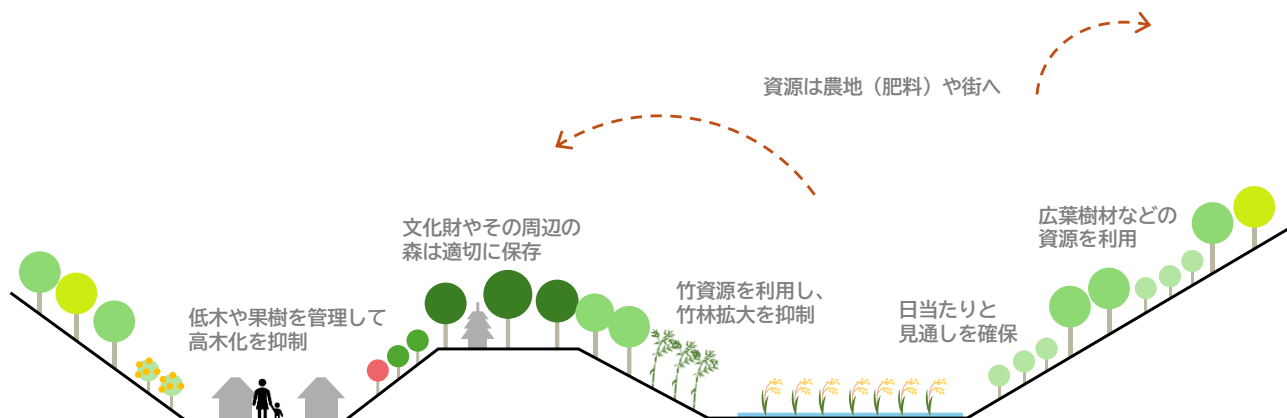 資源は農地（肥料）や街へ
文化財やその周辺の
森は適切に保存
広葉樹材などの
資源を利用
低木や果樹を管理して
高木化を抑制
竹資源を利用し、
竹林拡大を抑制
日当たりと
見通しを確保